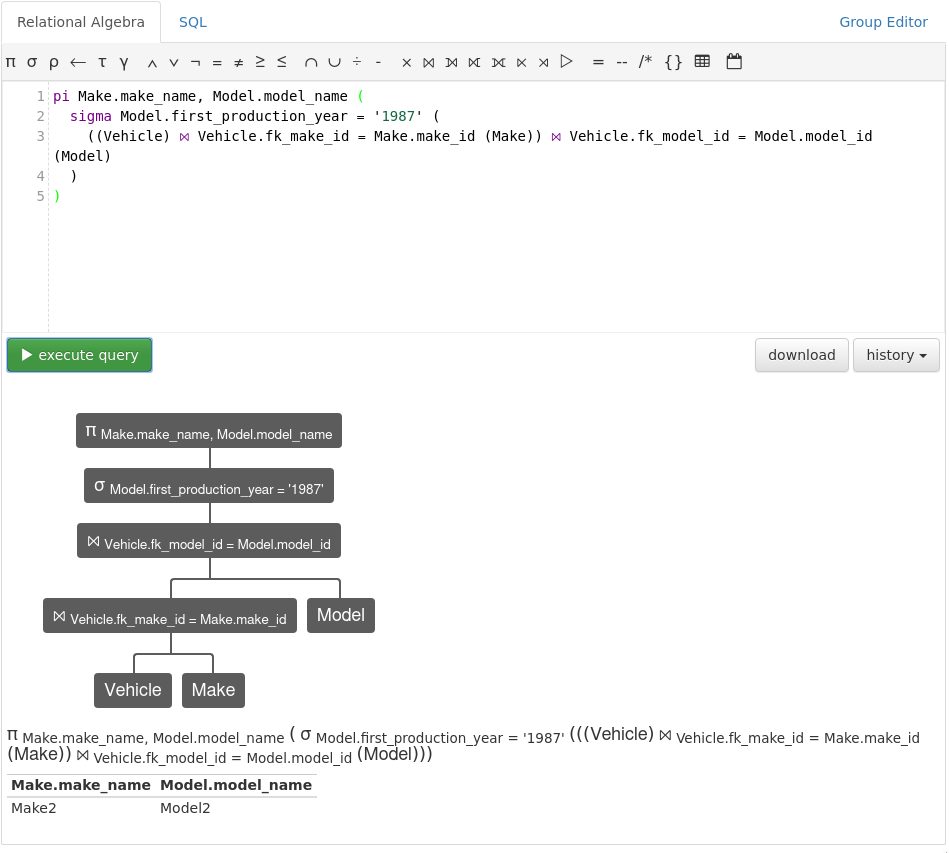 Relational Algebra SQL Group Editor
π σ ρ ← τ γ ∧ ∨ ¬ = ≠ ≥ ≤ ∩ ∪ ÷ - × ⋈ ⟕ ⟖ ⟗ ⋉ ⋊ ▷ = -- /* {}
1 pi Make.make_name, Model.model_name (
2 sigma Model.first_production_year = '1987' (
3 ((Vehicle) ⋈ Vehicle.fk_make_id = Make.make_id (Make)) ⋈ Vehicle.fk_model_id = Model.model_id
(Model)
4 )
5 )
▶ execute query download history
π Make.make_name, Model.model_name
σ Model.first_production_year = '1987'
⋈ Vehicle.fk_model_id = Model.model_id
⋈ Vehicle.fk_make_id = Make.make_id Model
Vehicle Make
π Make.make_name, Model.model_name ( σ Model.first_production_year = '1987' (((Vehicle) ⋈ Vehicle.fk_make_id = Make.make_id
(Make)) ⋈ Vehicle.fk_model_id = Model.model_id (Model)))
Make.make_name Model.model_name
Make2 Model2